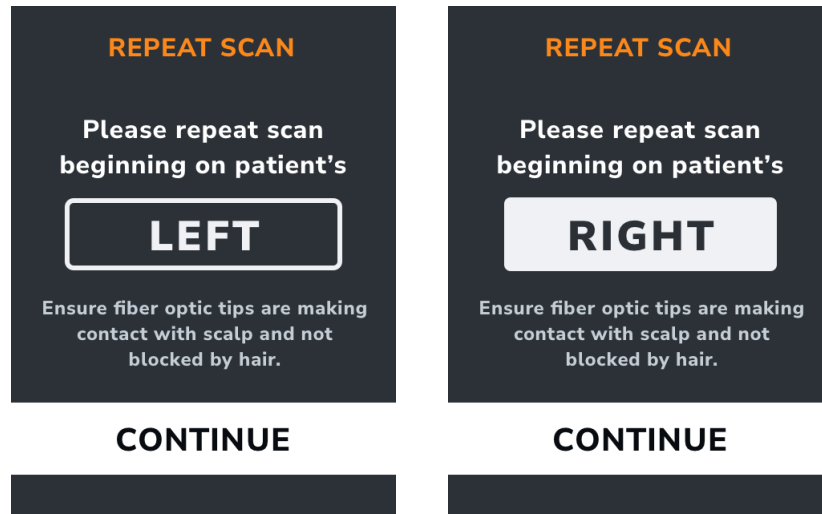 REPEAT SCAN
Please repeat scan
beginning on patient’s
LEFT
Ensure fiber optic tips are making
contact with scalp and not
blocked by hair.
CONTINUE
REPEAT SCAN
Please repeat scan
beginning on patient’s
RIGHT
Ensure fiber optic tips are making
contact with scalp and not
blocked by hair.
CONTINUE